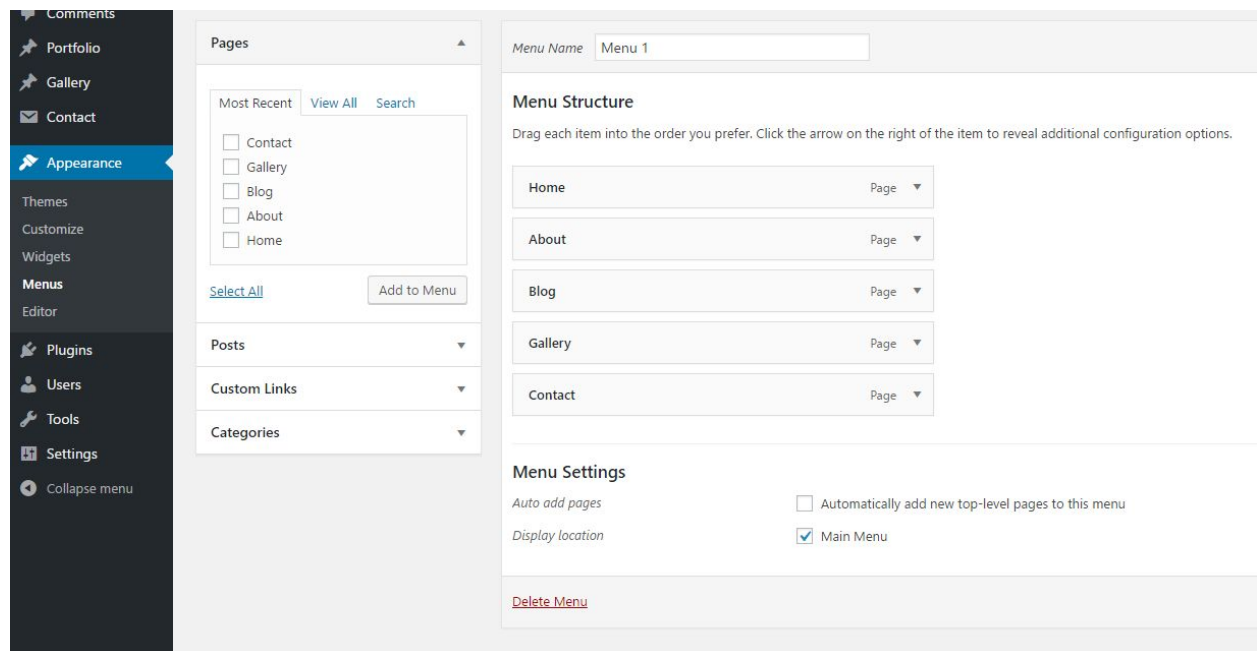 Comments
Portfolio
Gallery
Contact
Appearance
Themes
Customize
Widgets
Menus
Editor
Plugins
Users
Tools
Settings
Collapse menu
Pages
Most Recent View All Search
Contact
Gallery
Blog
About
Home
Select All Add to Menu
Posts
Custom Links
Categories
Menu Name Menu 1
Menu Structure
Drag each item into the order you prefer. Click the arrow on the right of the item to reveal additional configuration options.
Home Page
About Page
Blog Page
Gallery Page
Contact Page
Menu Settings
Auto add pages Automatically add new top-level pages to this menu
Display location Main Menu
Delete Menu